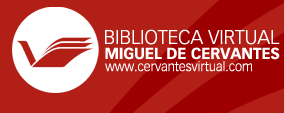 BIBLIOTECA VIRTUAL
MIGUEL DE CERVANTES
www.cervantesvirtual.com